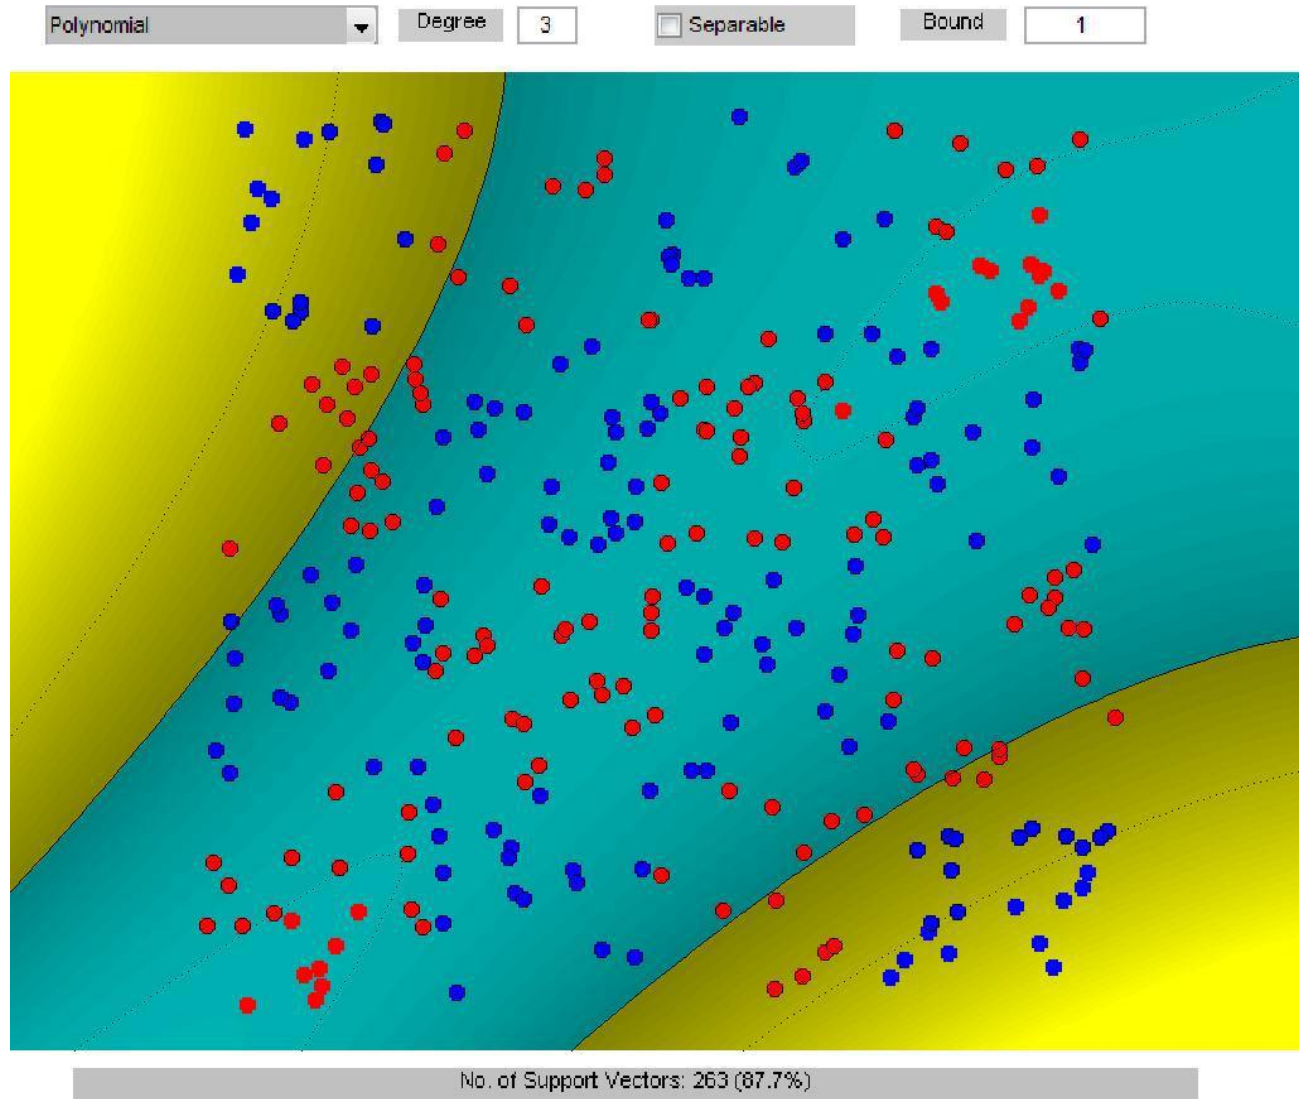 Polynomial Degree 3 Separable Bound 1
No. of Support Vectors: 263 (87.7%)